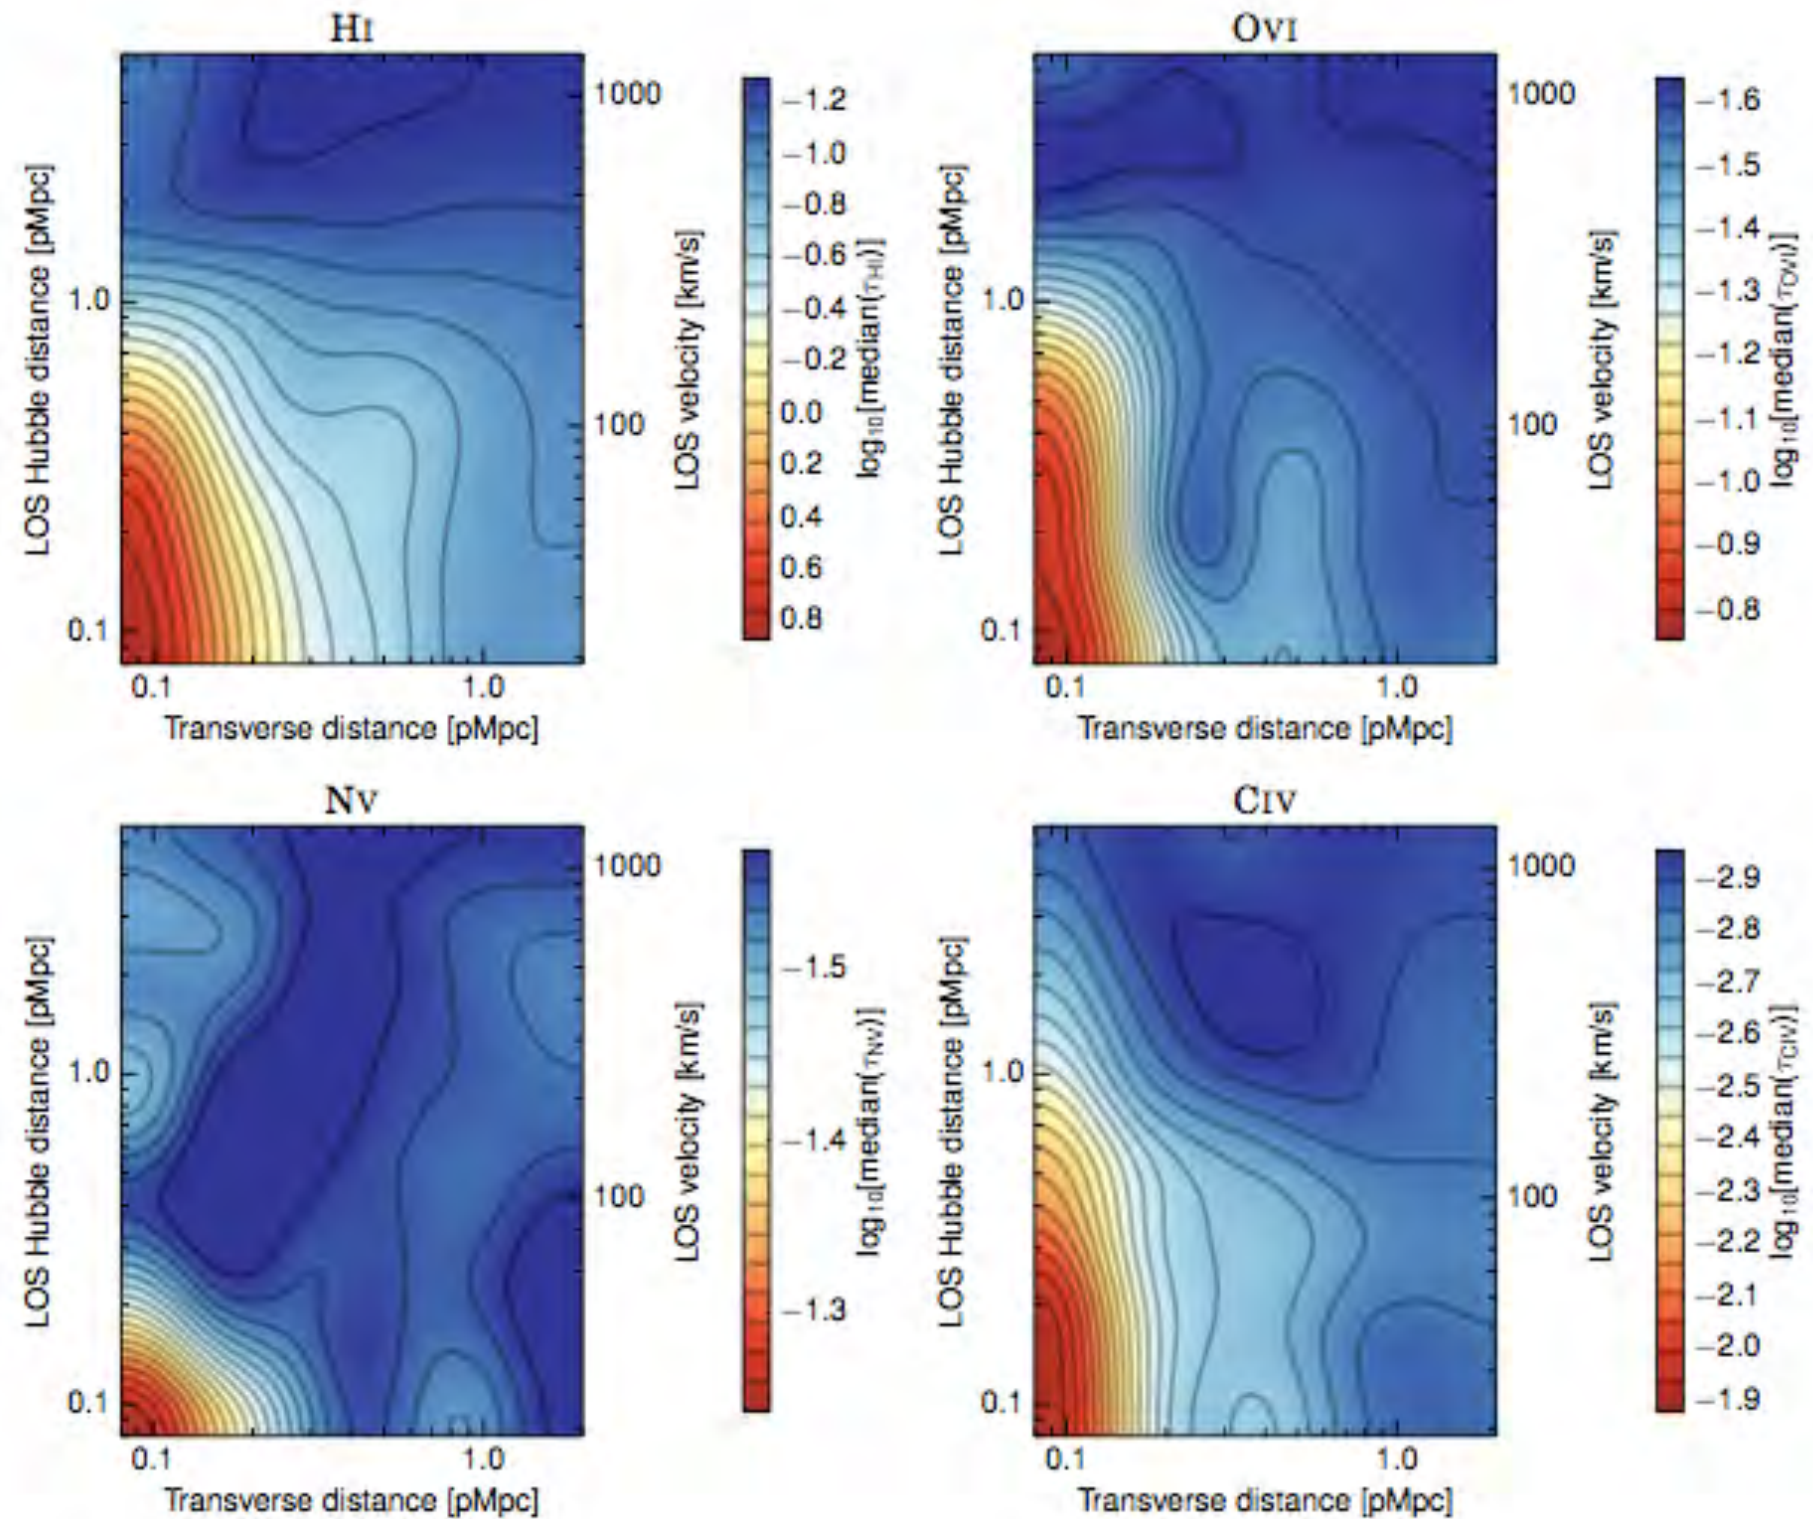 HI
LOS Hubble distance [pMpc]
1.0
0.1
0.1
1.0
Transverse distance [pMpc]
1000
100
LOS velocity [km/s]
−1.2
−1.0
−0.8
−0.6
−0.4
−0.2
0.0
0.2
0.4
0.6
0.8
log10[median(τHI)]
OVI
LOS Hubble distance [pMpc]
1.0
0.1
0.1
1.0
Transverse distance [pMpc]
1000
100
LOS velocity [km/s]
−1.6
−1.5
−1.4
−1.3
−1.2
−1.1
−1.0
−0.9
−0.8
log10[median(τOVI)]
NV
LOS Hubble distance [pMpc]
1.0
0.1
0.1
1.0
Transverse distance [pMpc]
1000
100
LOS velocity [km/s]
−1.5
−1.4
−1.3
log10[median(τNV)]
CIV
LOS Hubble distance [pMpc]
1.0
0.1
0.1
1.0
Transverse distance [pMpc]
1000
100
LOS velocity [km/s]
−2.9
−2.8
−2.7
−2.6
−2.5
−2.4
−2.3
−2.2
−2.1
−2.0
−1.9
log10[median(τCIV)]